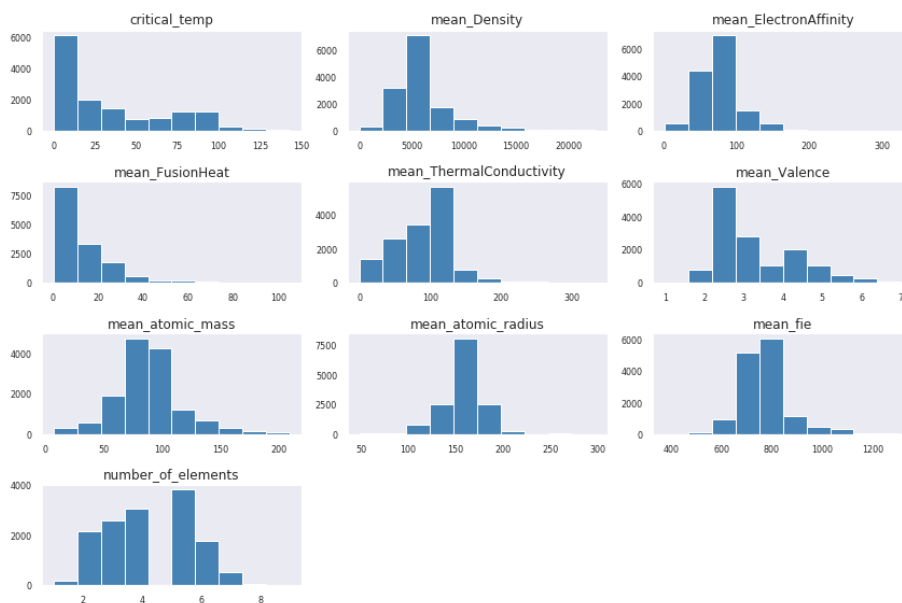 critical_temp
6000
4000
2000
0
0 25 50 75 100 125 150
mean_Density
6000
4000
2000
0
0 5000 10000 15000 20000
mean_ElectronAffinity
6000
4000
2000
0
0 100 200 300
mean_FusionHeat
7500
5000
2500
0
0 20 40 60 80 100
mean_ThermalConductivity
4000
2000
0
0 100 200 300
mean_Valence
6000
4000
2000
0
1 2 3 4 5 6 7
mean_atomic_mass
4000
2000
0
0 50 100 150 200
mean_atomic_radius
7500
5000
2500
0
50 100 150 200 250 300
mean_fie
6000
4000
2000
0
400 600 800 1000 1200
number_of_elements
4000
2000
0
2 4 6 8